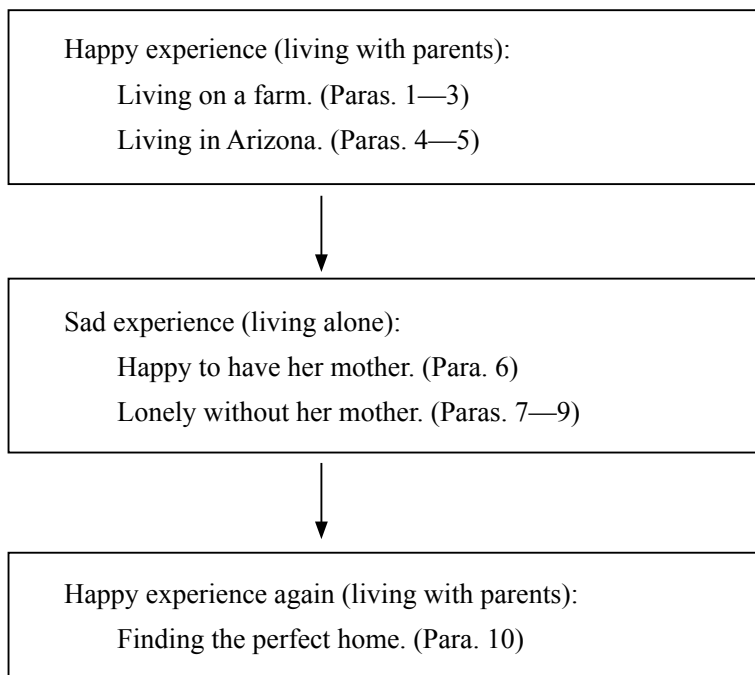 Happy experience (living with parents):
Living on a farm. (Paras. 1—3)
Living in Arizona. (Paras. 4—5)
Sad experience (living alone):
Happy to have her mother. (Para. 6)
Lonely without her mother. (Paras. 7—9)
Happy experience again (living with parents):
Finding the perfect home. (Para. 10)